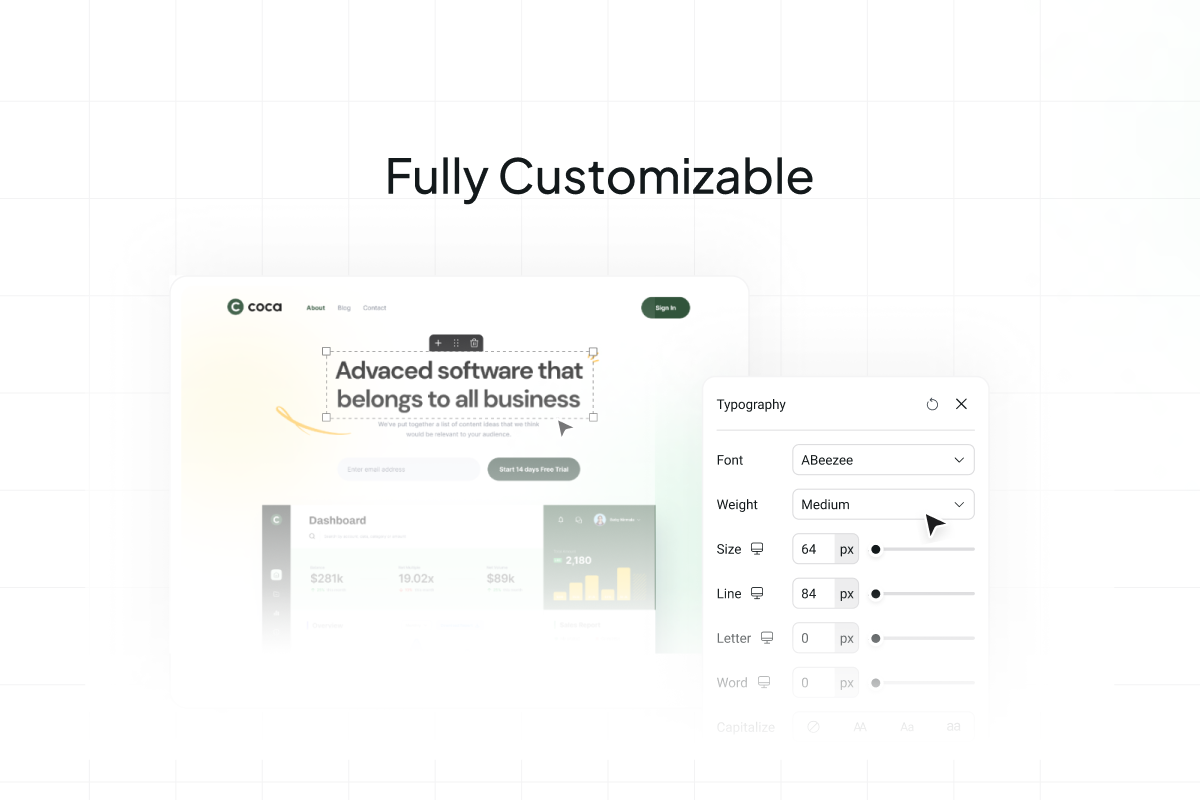 Fully Customizable
coca
About Blog Contact
Sign In
Advaced software that
belongs to all business
We've put together a list of content ideas that we think
would be relevant to your audience.
Enter email address
Start 14 days Free Trial
Dashboard
2,180
$281k 19.02x $89k
Typography
Font ABeezee
Weight Medium
Size 64 px
Line 84 px
Letter 0 px
Word 0 px
Capitalize AA Aa aa